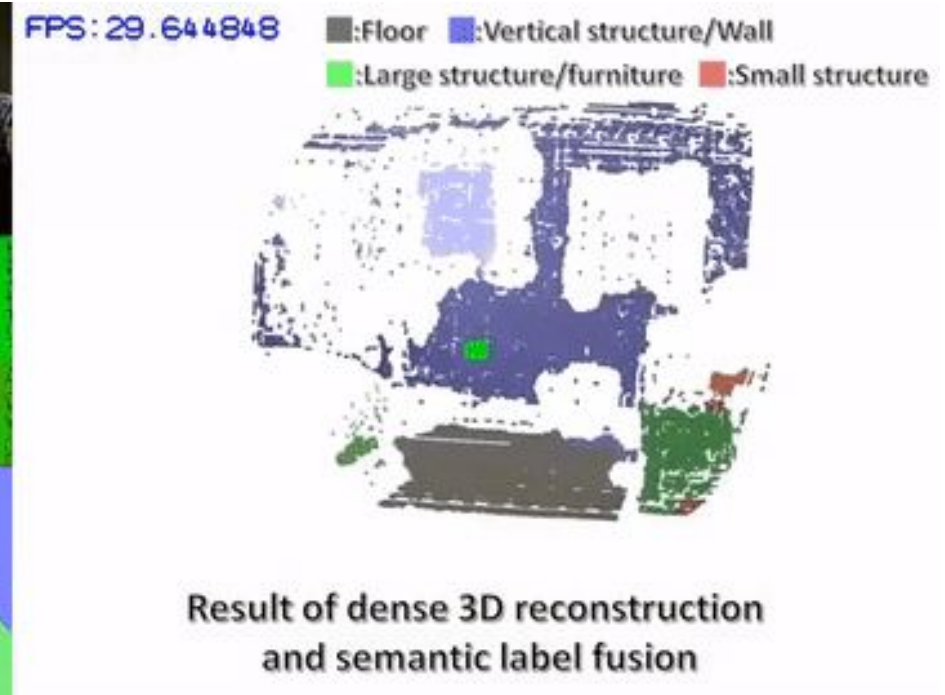 FPS:29.644848
:Floor :Vertical structure/Wall
:Large structure/furniture :Small structure
Result of dense 3D reconstruction
and semantic label fusion